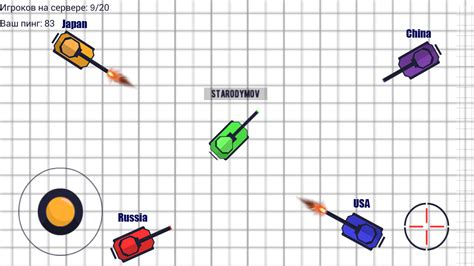 Игроков на сервере: 9/20
Ваш пинг: 83
Japan
China
STARODYMOV
USA
Russia